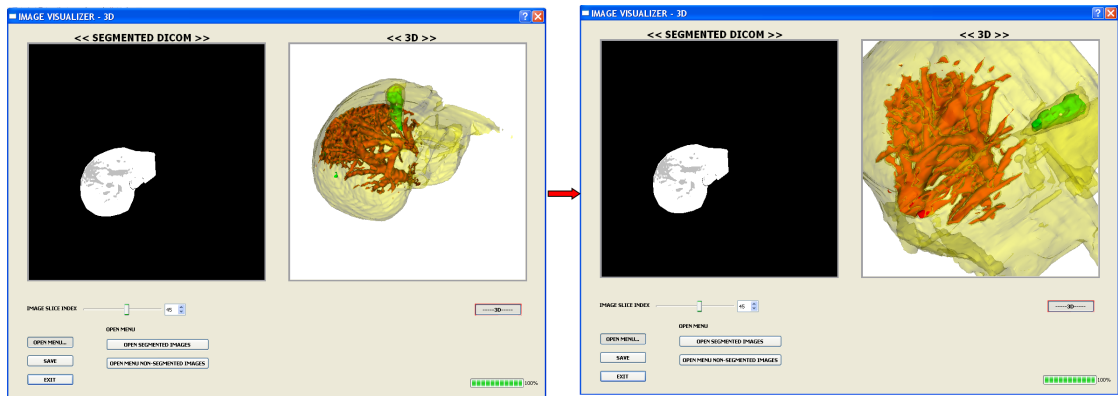 IMAGE VISUALIZER - 3D
<< SEGMENTED DICOM >>
<< 3D >>
IMAGE SLICE INDEX
45
-----3D-----
OPEN MENU
OPEN MENU...
OPEN SEGMENTED IMAGES
SAVE
OPEN MENU NON-SEGMENTED IMAGES
EXIT
100%
IMAGE VISUALIZER - 3D
<< SEGMENTED DICOM >>
<< 3D >>
IMAGE SLICE INDEX
45
-----3D-----
OPEN MENU
OPEN MENU...
OPEN SEGMENTED IMAGES
SAVE
OPEN MENU NON-SEGMENTED IMAGES
EXIT
100%